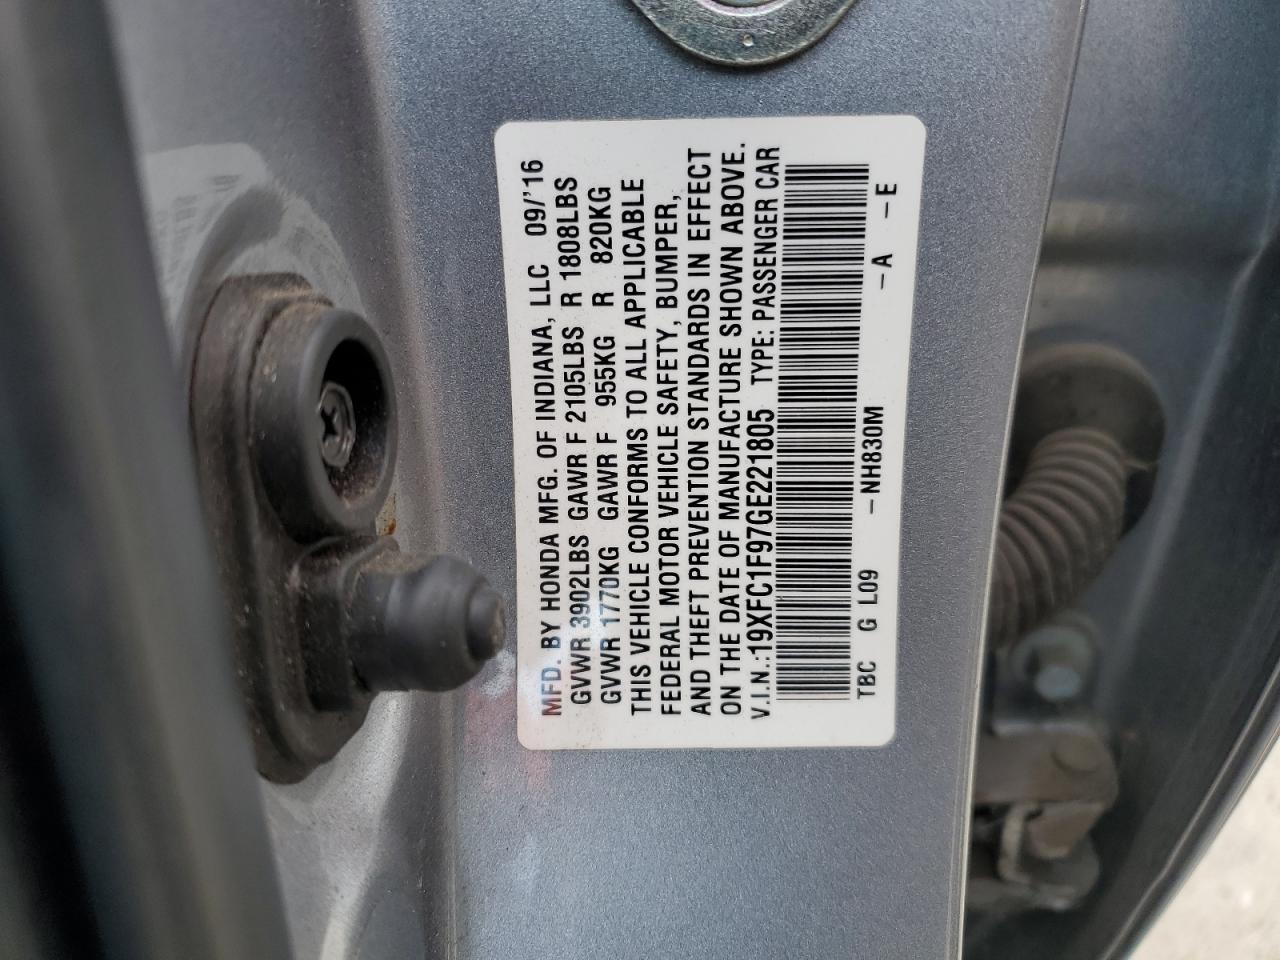 MFD. BY HONDA MFG. OF INDIANA, LLC 09/'16
GVWR 3902LBS GAWR F 2105LBS R 1808LBS
GVWR 1770KG GAWR F 955KG R 820KG
THIS VEHICLE CONFORMS TO ALL APPLICABLE
FEDERAL MOTOR VEHICLE SAFETY, BUMPER,
AND THEFT PREVENTION STANDARDS IN EFFECT
ON THE DATE OF MANUFACTURE SHOWN ABOVE.
V.I.N.:19XFC1F97GE221805 TYPE: PASSENGER CAR
TBC G L09 -NH830M -A -E